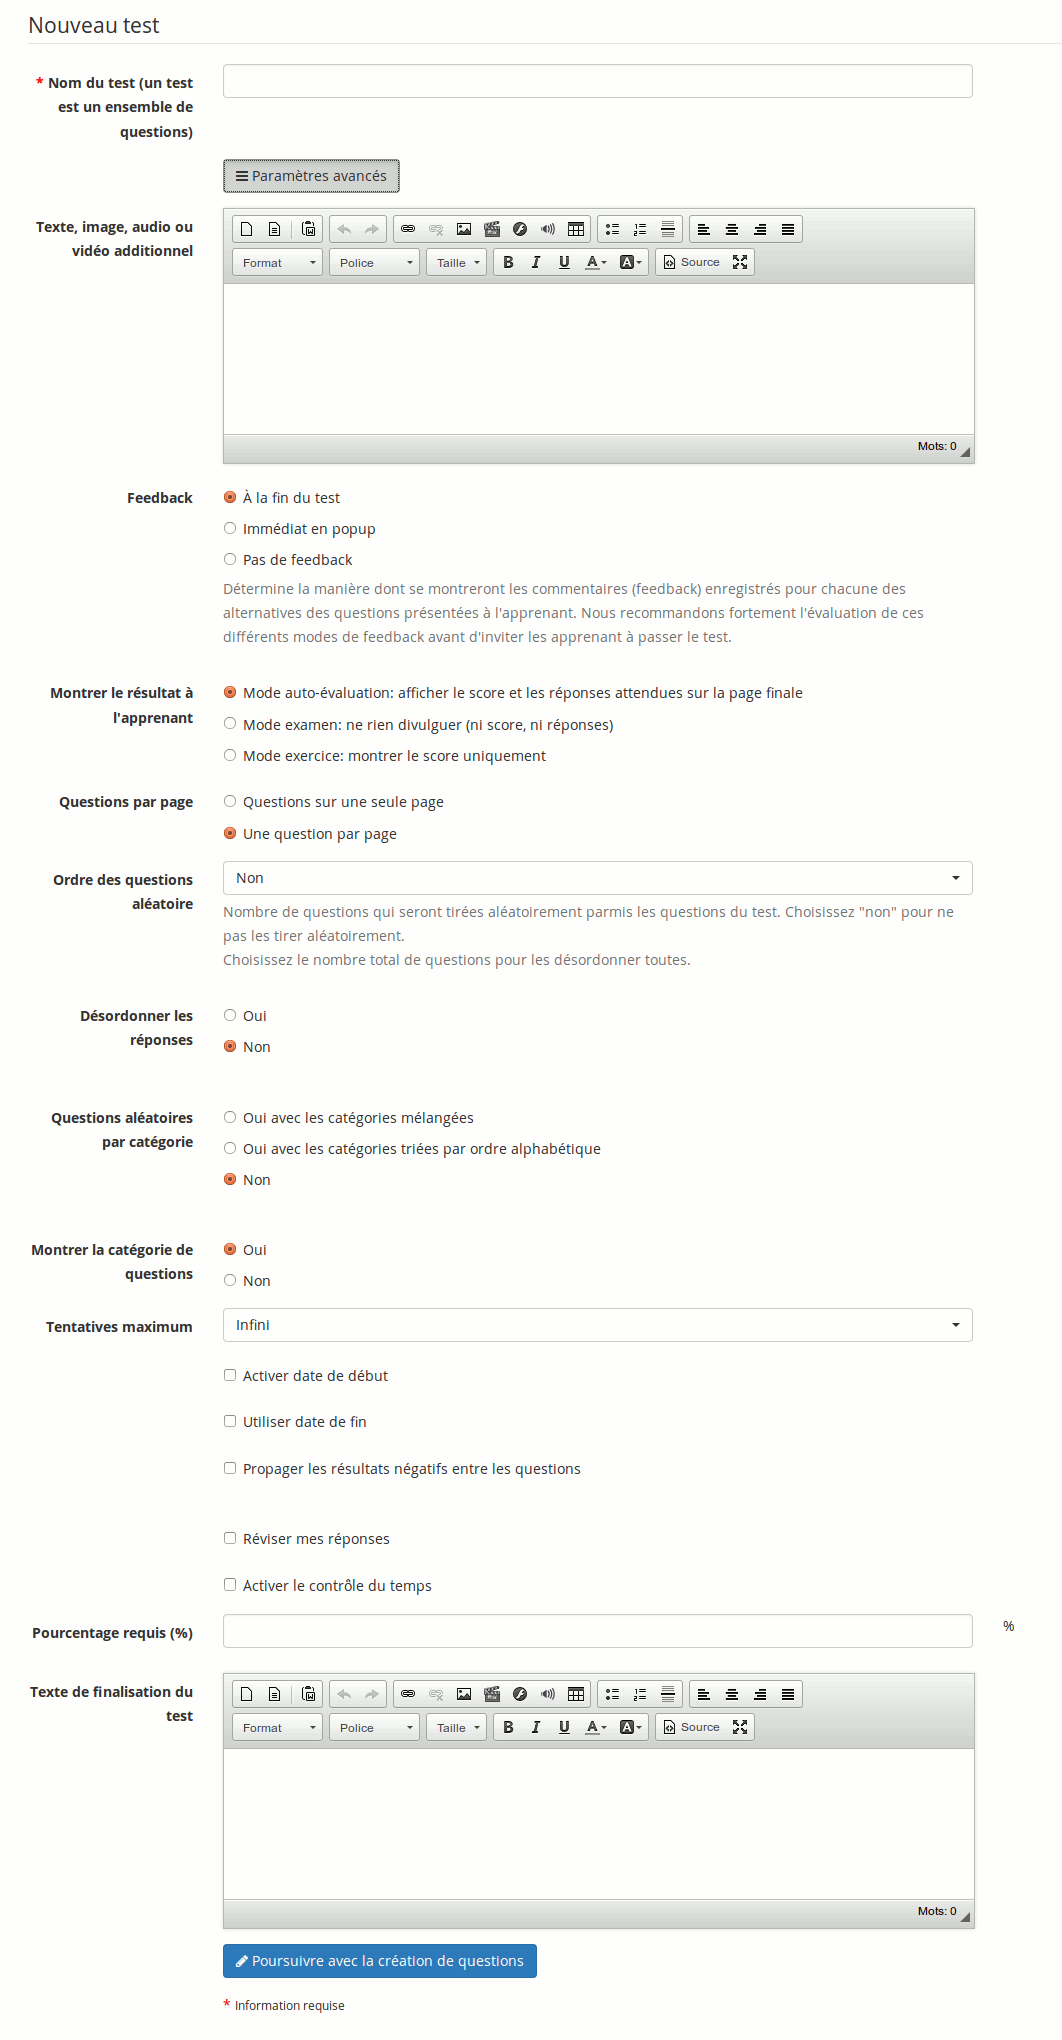 Nouveau test
* Nom du test (un test
est un ensemble de
questions)
Paramètres avancés
Texte, image, audio ou
vidéo additionnel
Format Police Taille B I U A A Source
Mots: 0
Feedback
À la fin du test
Immédiat en popup
Pas de feedback
Détermine la manière dont se montreront les commentaires (feedback) enregistrés pour chacune des
alternatives des questions présentées à l'apprenant. Nous recommandons fortement l'évaluation de ces
différents modes de feedback avant d'inviter les apprenant à passer le test.
Montrer le résultat à
l'apprenant
Mode auto-évaluation: afficher le score et les réponses attendues sur la page finale
Mode examen: ne rien divulguer (ni score, ni réponses)
Mode exercice: montrer le score uniquement
Questions par page
Questions sur une seule page
Une question par page
Ordre des questions
aléatoire
Non
Nombre de questions qui seront tirées aléatoirement parmis les questions du test. Choisissez "non" pour ne
pas les tirer aléatoirement.
Choisissez le nombre total de questions pour les désordonner toutes.
Désordonner les
réponses
Oui
Non
Questions aléatoires
par catégorie
Oui avec les catégories mélangées
Oui avec les catégories triées par ordre alphabétique
Non
Montrer la catégorie de
questions
Oui
Non
Tentatives maximum
Infini
Activer date de début
Utiliser date de fin
Propager les résultats négatifs entre les questions
Réviser mes réponses
Activer le contrôle du temps
Pourcentage requis (%)
%
Texte de finalisation du
test
Format Police Taille B I U A A Source
Mots: 0
Poursuivre avec la création de questions
* Information requise